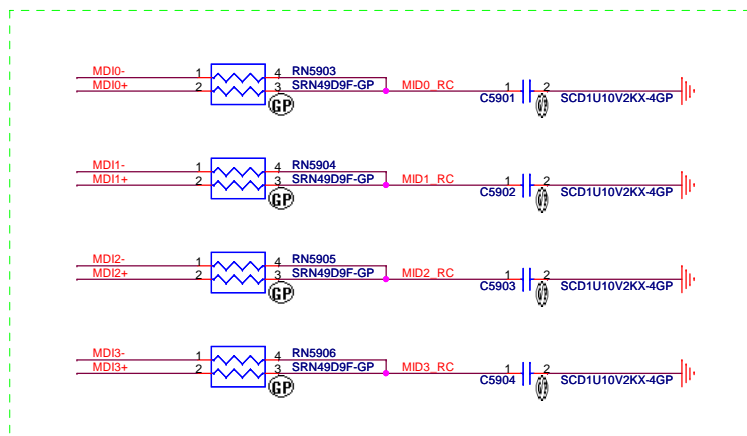 MDI0- 1 4 RN5903
MDI0+ 2 3 SRN49D9F-GP MID0_RC 1 2
GP C5901 SCD1U10V2KX-4GP
MDI1- 1 4 RN5904
MDI1+ 2 3 SRN49D9F-GP MID1_RC 1 2
GP C5902 SCD1U10V2KX-4GP
MDI2- 1 4 RN5905
MDI2+ 2 3 SRN49D9F-GP MID2_RC 1 2
GP C5903 SCD1U10V2KX-4GP
MDI3- 1 4 RN5906
MDI3+ 2 3 SRN49D9F-GP MID3_RC 1 2
GP C5904 SCD1U10V2KX-4GP